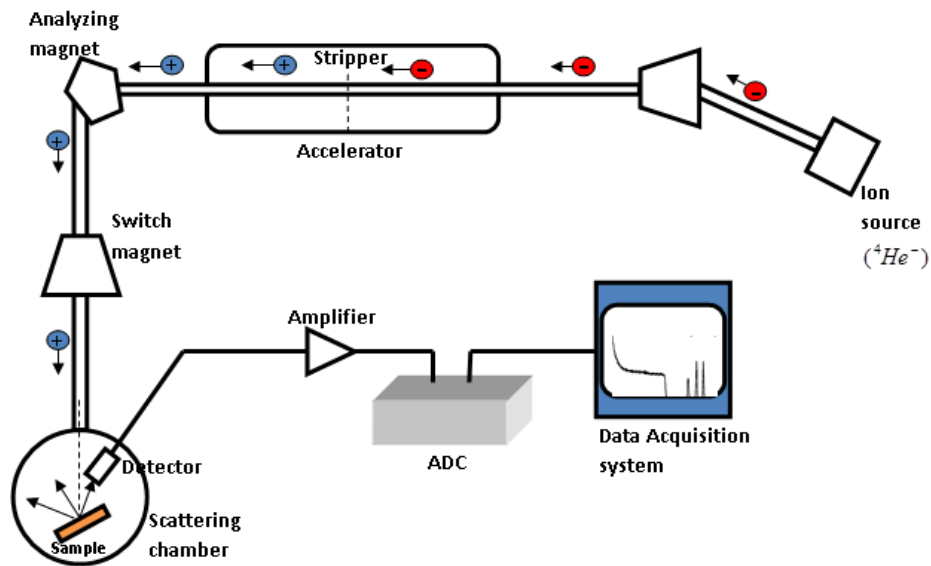 Analyzing
magnet
Stripper
Accelerator
Ion
source
(⁴He⁻)
Switch
magnet
Amplifier
ADC
Data Acquisition
system
Detector
Scattering
chamber
Sample